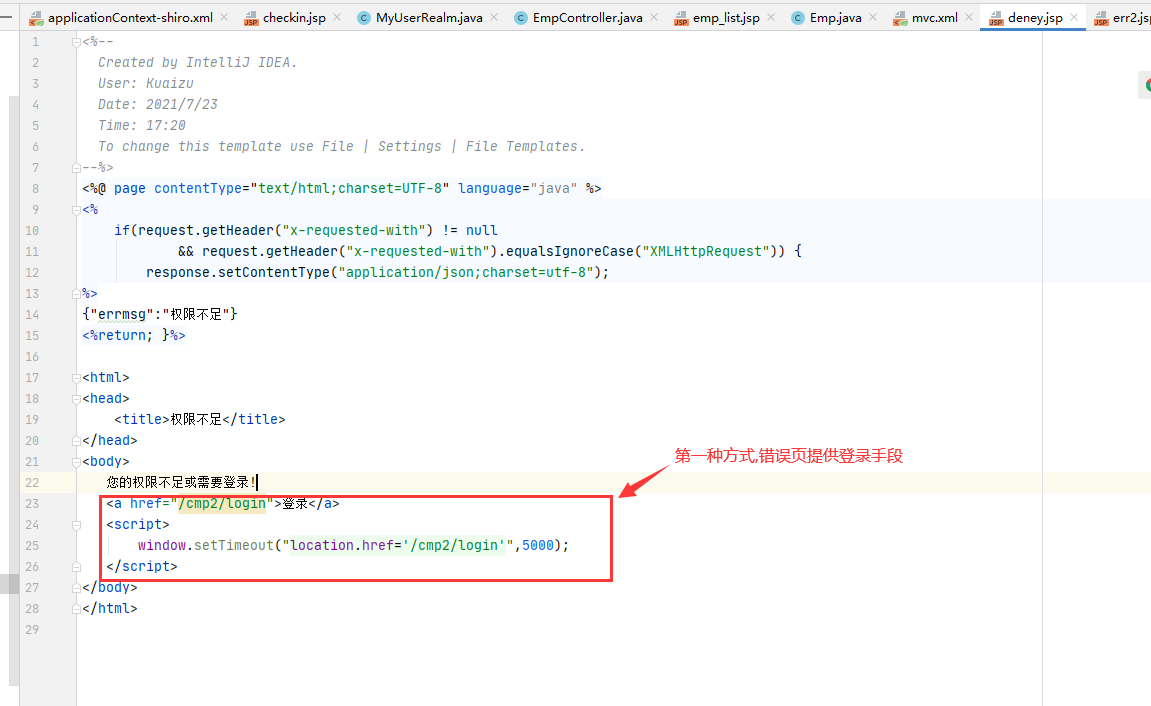 applicationContext-shiro.xml checkin.jsp MyUserRealm.java EmpController.java emp_list.jsp Emp.java mvc.xml deney.jsp err2.jsp
1 <%--
2 Created by IntelliJ IDEA.
3 User: Kuaizu
4 Date: 2021/7/23
5 Time: 17:20
6 To change this template use File | Settings | File Templates.
7 --%>
8 <%@ page contentType="text/html;charset=UTF-8" language="java" %>
9 <%
10 if(request.getHeader("x-requested-with") != null
11 && request.getHeader("x-requested-with").equalsIgnoreCase("XMLHttpRequest")) {
12 response.setContentType("application/json;charset=utf-8");
13 %>
14 {"errmsg":"权限不足"}
15 <%return; }%>
16
17 <html>
18 <head>
19 <title>权限不足</title>
20 </head>
21 <body>
第一种方式,错误页提供登录手段
22 您的权限不足或需要登录!
23 <a href="/cmp2/login">登录</a>
24 <script>
25 window.setTimeout("location.href='/cmp2/login'",5000);
26 </script>
27 </body>
28 </html>
29